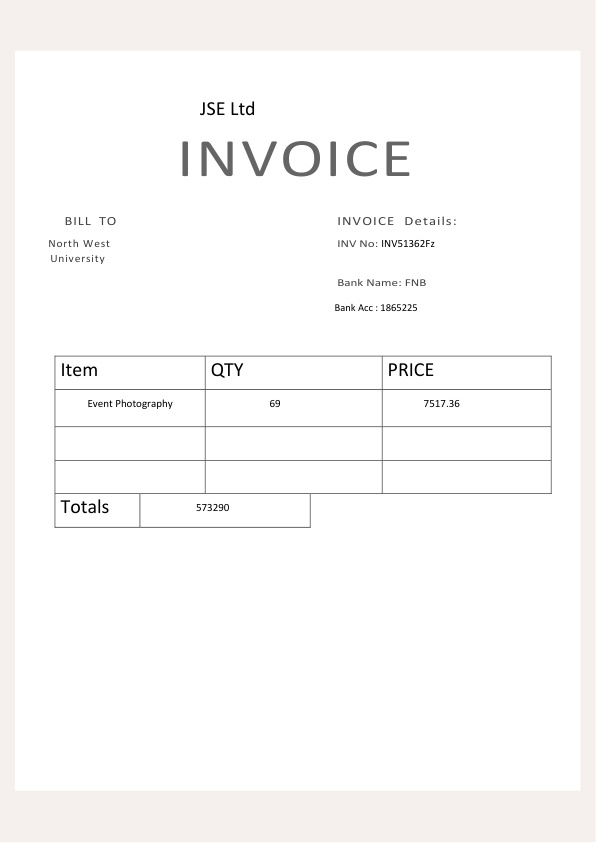 JSE Ltd
INVOICE
BILL TO
North West
University
INVOICE Details:
INV No: INV51362Fz
Bank Name: FNB
Bank Acc : 1865225
Item QTY PRICE
Event Photography 69 7517.36
Totals 573290